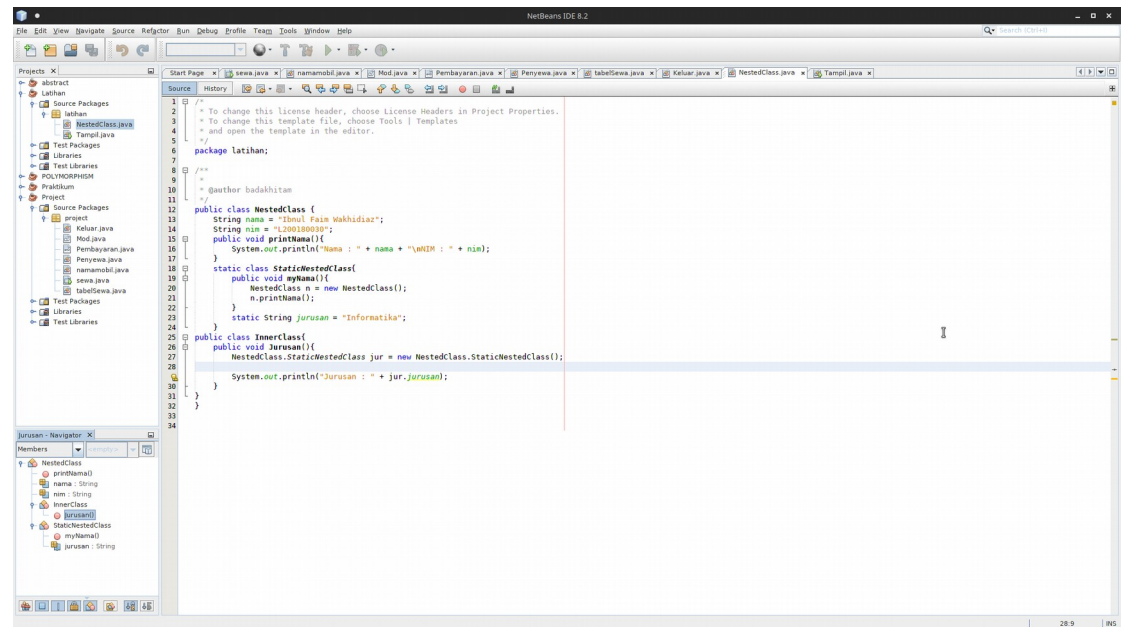 NetBeans IDE 8.2
File Edit View Navigate Source Refactor Run Debug Profile Team Tools Window Help
Search (Ctrl+I)
Projects
Start Page
sewa.java
namamobil.java
Mod.java
Pembayaran.java
Penyewa.java
tabelSewa.java
Keluar.java
NestedClass.java
Tampil.java
abstract
Latihan
Source Packages
latihan
NestedClass.java
Tampil.java
Test Packages
Libraries
Test Libraries
POLYMORPHISM
Praktikum
Project
Source Packages
project
Keluar.java
Mod.java
Pembayaran.java
Penyewa.java
namamobil.java
sewa.java
tabelSewa.java
Test Packages
Libraries
Test Libraries
Source History
1 /*
2 * To change this license header, choose License Headers in Project Properties.
3 * To change this template file, choose Tools | Templates
4 * and open the template in the editor.
5 */
6 package latihan;
7
8 /**
9 *
10 * @author badakhitam
11 */
12 public class NestedClass {
13 String nama = "Ibnul Faim Wakhidiaz";
14 String nim = "L200180030";
15 public void printNama(){
16 System.out.println("Nama : " + nama + "\nNIM : " + nim);
17 }
18 static class StaticNestedClass{
19 public void myNama(){
20 NestedClass n = new NestedClass();
21 n.printNama();
22 }
23 static String jurusan = "Informatika";
24 }
25 public class InnerClass{
26 public void Jurusan(){
27 NestedClass.StaticNestedClass jur = new NestedClass.StaticNestedClass();
28
System.out.println("Jurusan : " + jur.jurusan);
30 }
31 }
32 }
33
34
Jurusan - Navigator
Members
<empty>
NestedClass
printNama()
nama : String
nim : String
InnerClass
Jurusan()
StaticNestedClass
myNama()
jurusan : String
28:9 INS